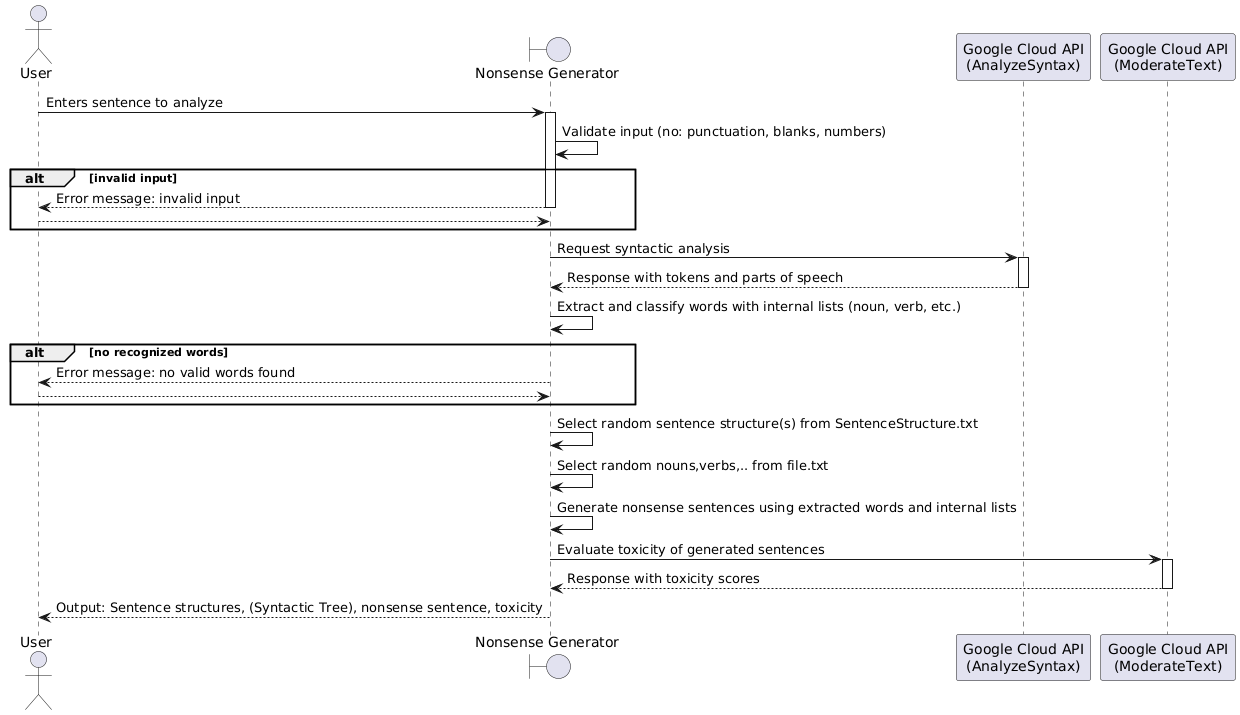 User
Nonsense Generator
Google Cloud API
(AnalyzeSyntax)
Google Cloud API
(ModerateText)
Enters sentence to analyze
Validate input (no: punctuation, blanks, numbers)
alt
[invalid input]
Error message: invalid input
Request syntactic analysis
Response with tokens and parts of speech
Extract and classify words with internal lists (noun, verb, etc.)
alt
[no recognized words]
Error message: no valid words found
Select random sentence structure(s) from SentenceStructure.txt
Select random nouns,verbs,.. from file.txt
Generate nonsense sentences using extracted words and internal lists
Evaluate toxicity of generated sentences
Response with toxicity scores
Output: Sentence structures, (Syntactic Tree), nonsense sentence, toxicity
User
Nonsense Generator
Google Cloud API
(AnalyzeSyntax)
Google Cloud API
(ModerateText)